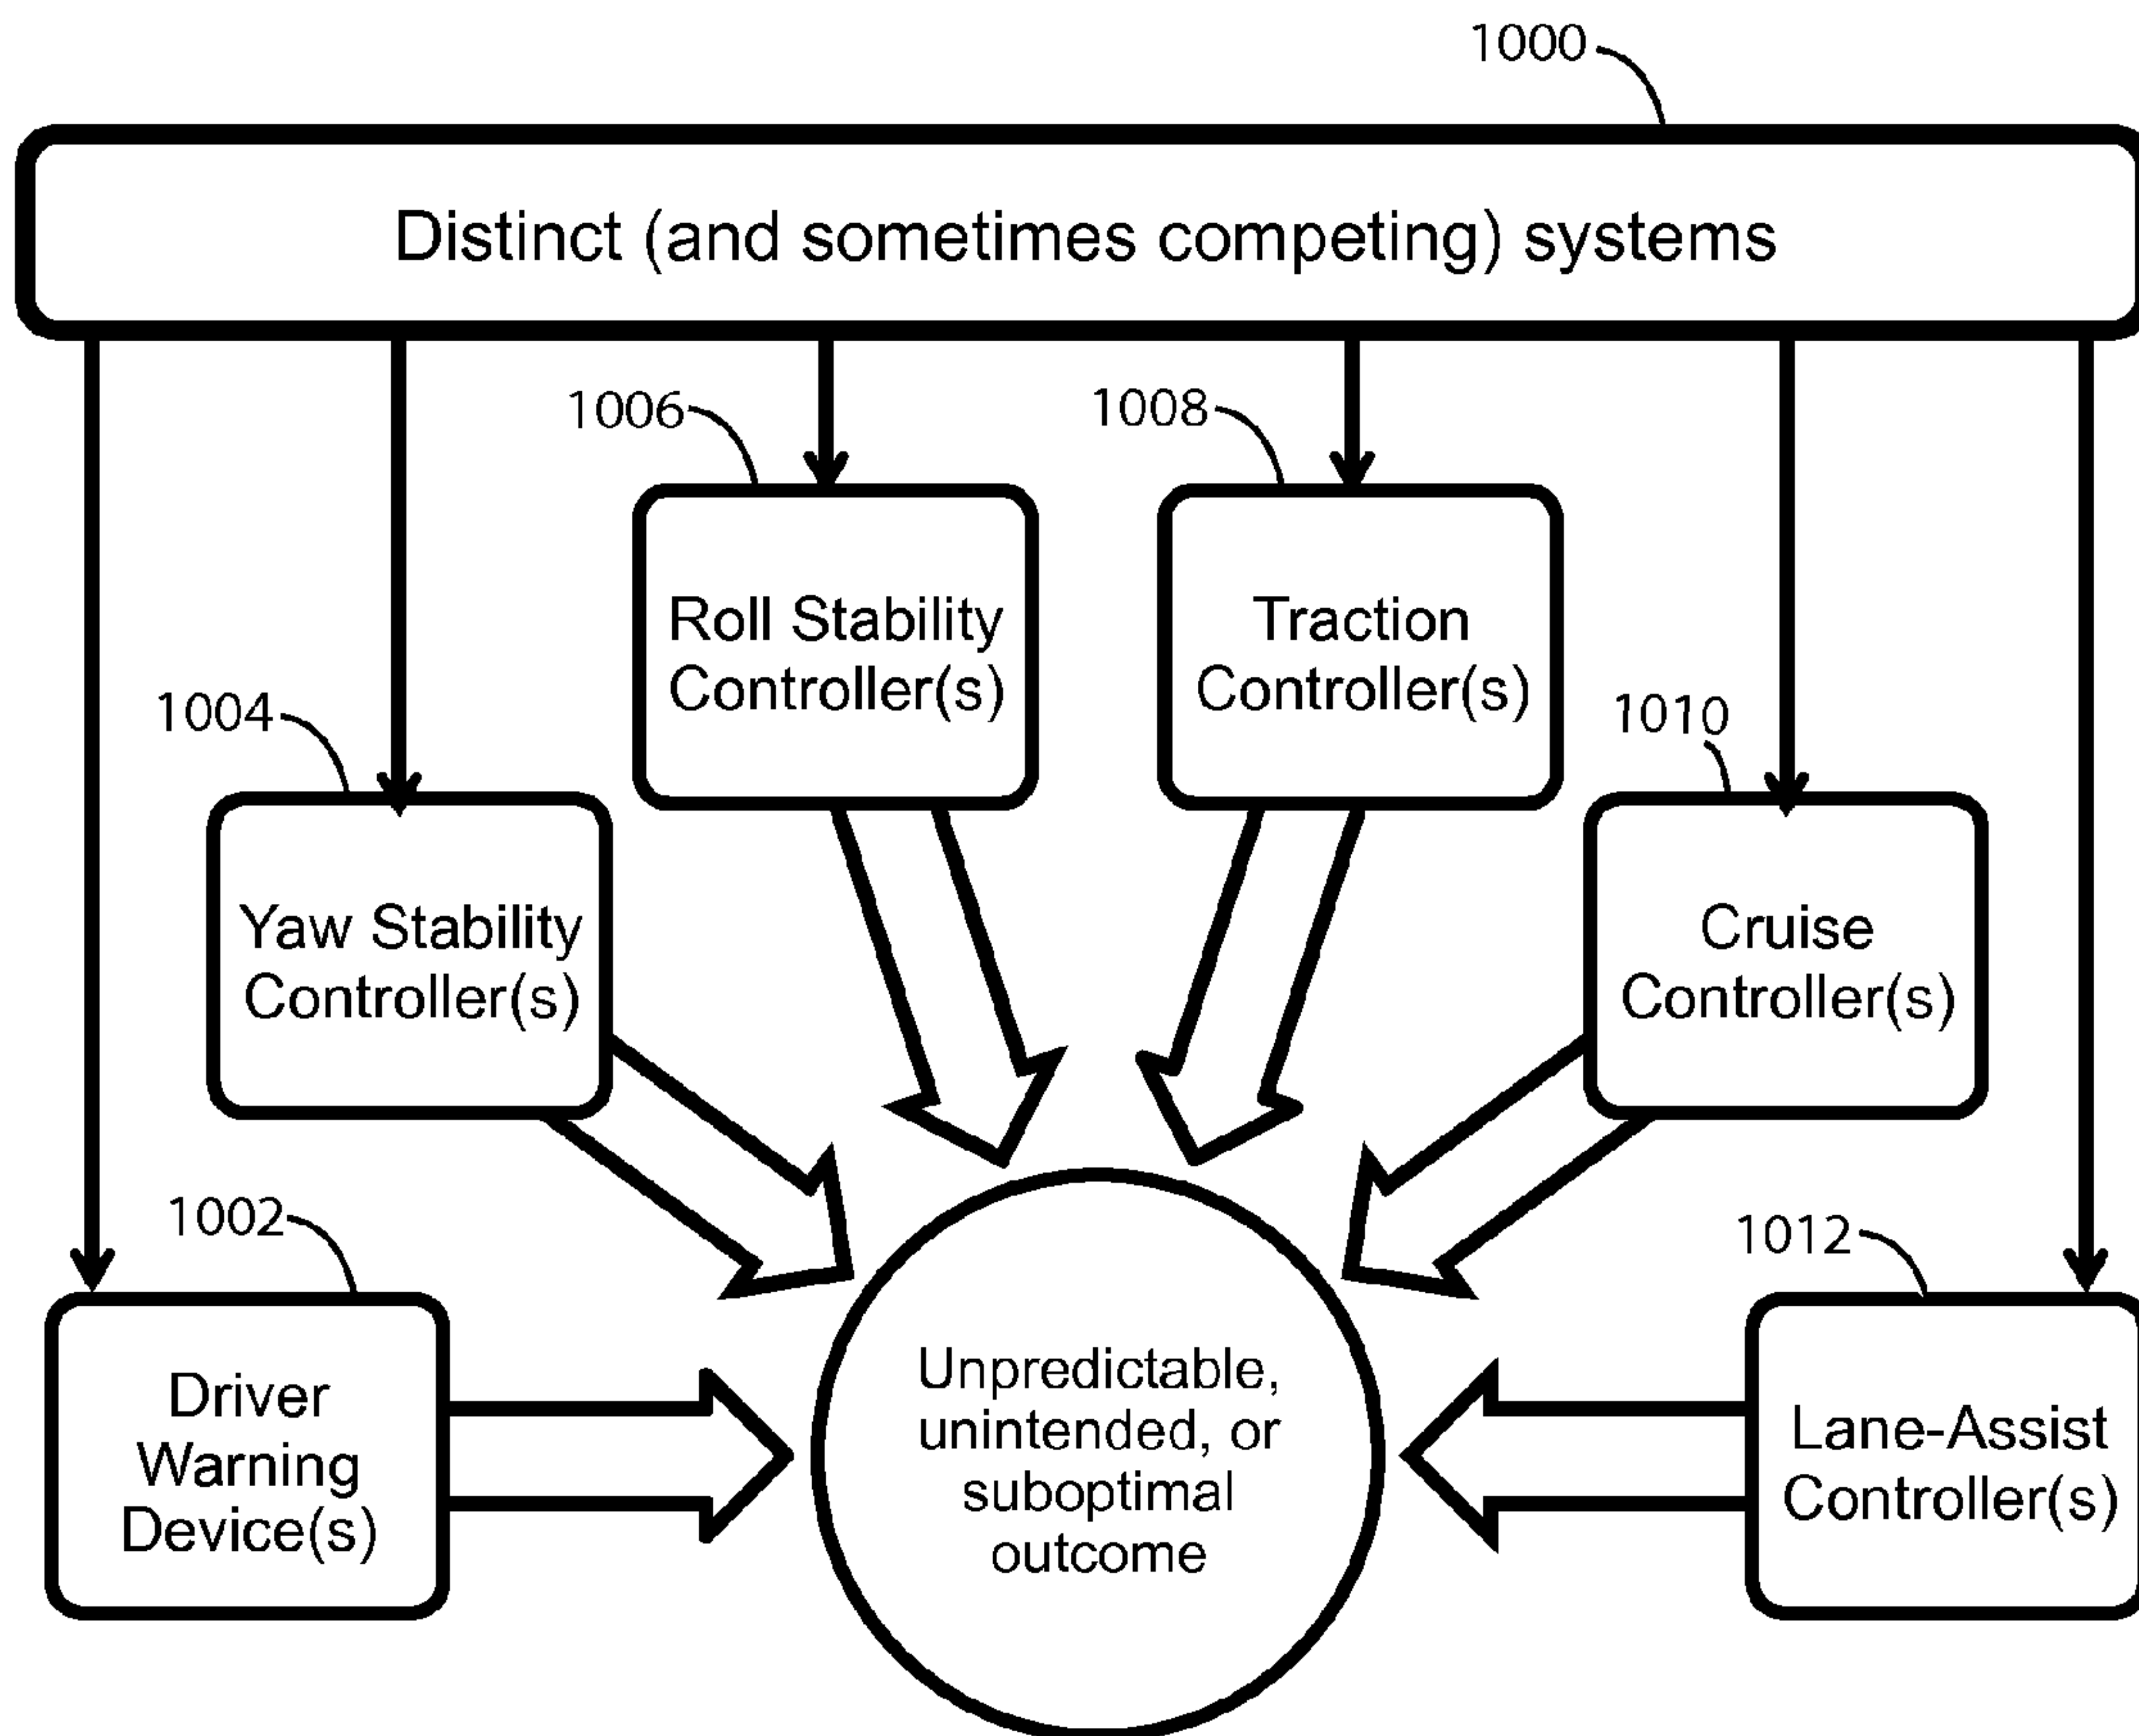 1000
Distinct (and sometimes competing) systems
1006
1008
Roll Stability
Controller(s)
Traction
Controller(s)
1004
1010
Yaw Stability
Controller(s)
Cruise
Controller(s)
1002
1012
Driver
Warning
Device(s)
Unpredictable,
unintended, or
suboptimal
outcome
Lane-Assist
Controller(s)